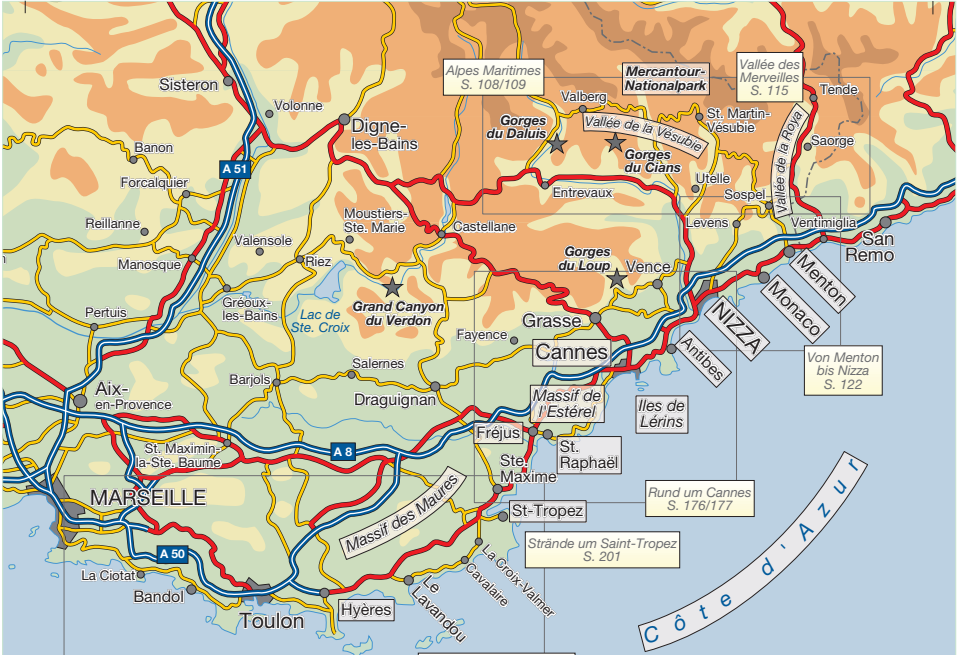 Alpes Maritimes
S. 108/109
Mercantour-
Nationalpark
Vallée des
Merveilles
S. 115
Sisteron
Volonne
Valberg
Tende
Gorges
du Daluis
Vallée de la Vésubie
St. Martin-
Vésubie
Digne-
les-Bains
Banon
Gorges
du Cians
Saorge
Vallée de la Roya
A 51
Forcalquier
Entrevaux
Utelle
Sospel
Reillanne
Moustiers-
Ste. Marie
Castellane
Levens
Ventimiglia
San
Remo
Valensole
Manosque
Riez
Gorges
du Loup
Vence
Menton
Monaco
Gréoux-
les-Bains
Lac de
Ste. Croix
Grand Canyon
du Verdon
NIZZA
Pertuis
Grasse
Fayence
Cannes
Antibes
Von Menton
bis Nizza
S. 122
Salernes
Barjols
Aix-
en-Provence
Draguignan
Massif de
l'Estérel
Iles de
Lérins
Fréjus
St.
Raphaël
St. Maximin-
la-Ste. Baume
A 8
Ste.
Maxime
MARSEILLE
Massif des Maures
Rund um Cannes
S. 176/177
St-Tropez
Strände um Saint-Tropez
S. 201
Côte d'Azur
A 50
La Ciotat
Bandol
Toulon
Hyères
Le
Lavandou
Cavalaire
La Croix-Valmer